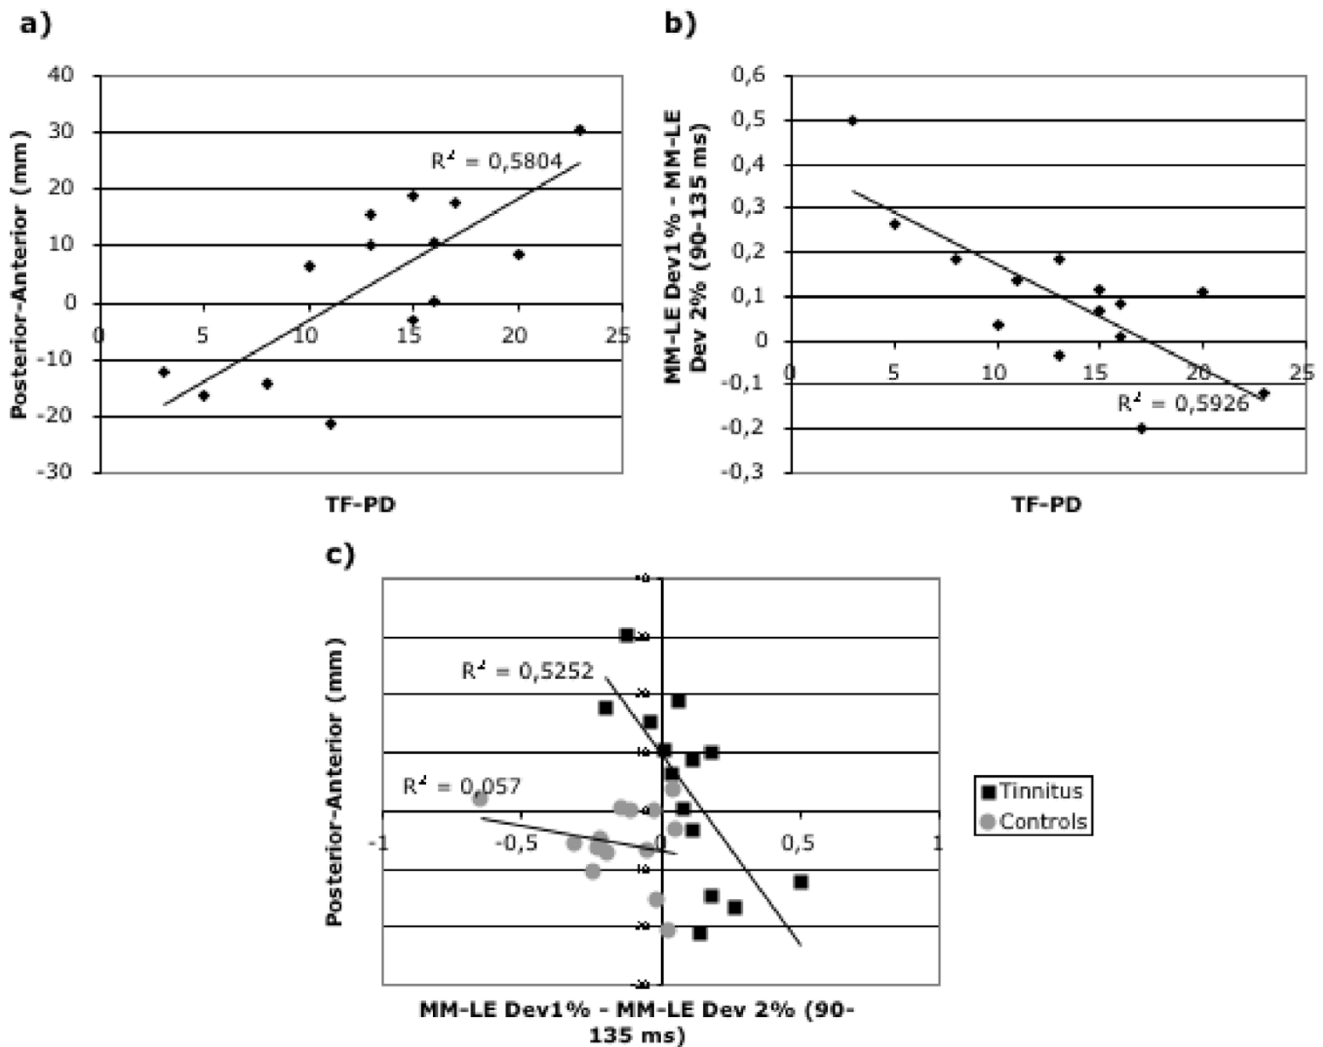 a)
40
30
20
10
0
-10
-20
-30
0
5
10
15
20
25
Posterior-Anterior (mm)
R² = 0,5804
TF-PD
b)
0,6
0,5
0,4
0,3
0,2
0,1
0
-0,1
-0,2
-0,3
0
5
10
15
20
25
MM-LE Dev1% - MM-LE
Dev 2% (90-135 ms)
R² = 0,5926
TF-PD
c)
Posterior-Anterior (mm)
R² = 0,5252
R² = 0,057
-1
-0,5
0
0,5
1
Tinnitus
Controls
MM-LE Dev1% - MM-LE Dev 2% (90-
135 ms)